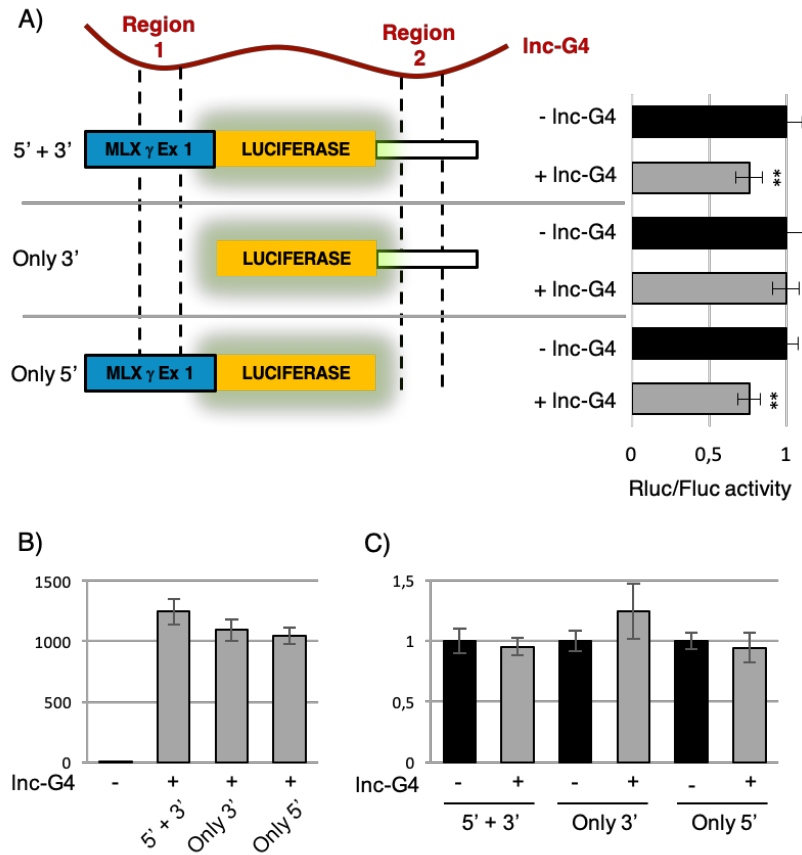 A)
Region 1
Region 2
lnc-G4
5' + 3'
MLX γ Ex 1
LUCIFERASE
- lnc-G4
+ lnc-G4
**
Only 3'
LUCIFERASE
- lnc-G4
+ lnc-G4
Only 5'
MLX γ Ex 1
LUCIFERASE
- lnc-G4
+ lnc-G4
**
0 0,5 1
Rluc/Fluc activity
B)
1500
1000
500
0
lnc-G4 - + + +
5' + 3' Only 3' Only 5'
C)
1,5
1
0,5
0
lnc-G4 - + - + - +
5' + 3' Only 3' Only 5'